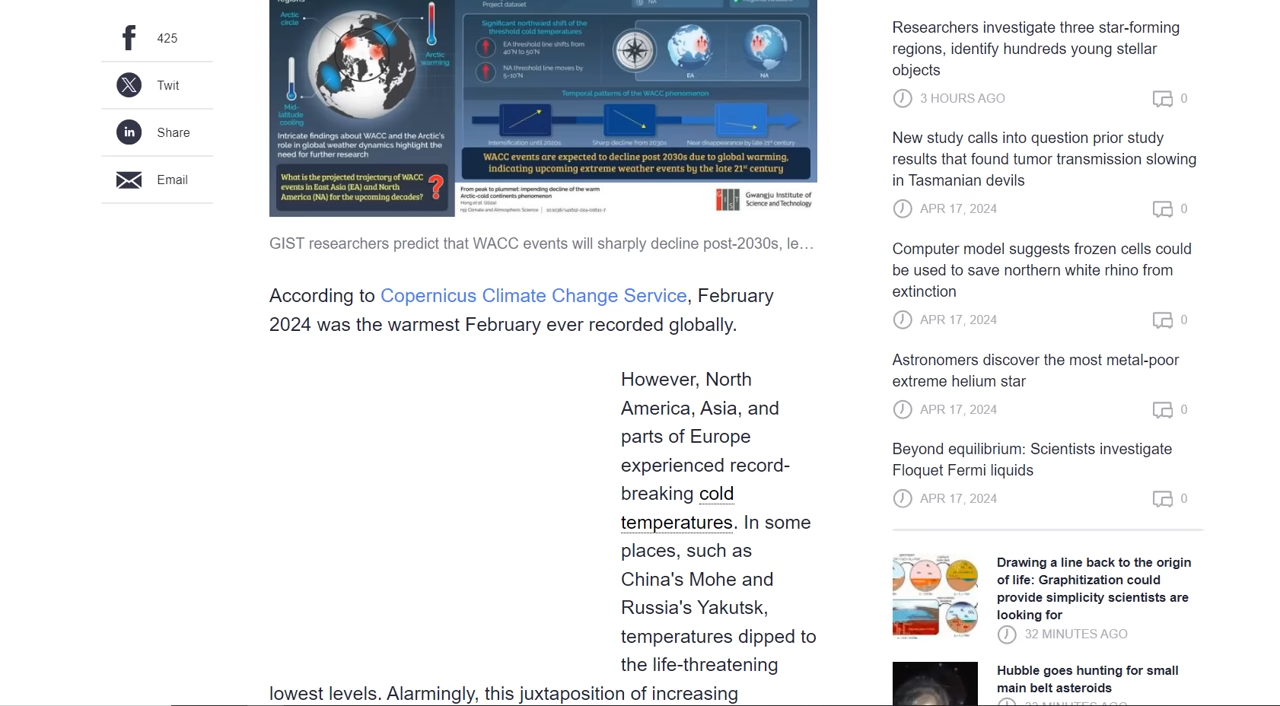 425
Twit
Share
Email
Arctic
circle
Arctic
warming
Mid-
latitude
cooling
Intricate findings about WACC and the Arctic's
role in global weather dynamics highlight the
need for further research
What is the projected trajectory of WACC
events in East Asia (EA) and North
America (NA) for the upcoming decades?
?
Project dataset
NA
Significant northward shift of the
threshold cold temperatures
EA threshold line shifts from
40°N to 50°N
NA threshold line moves by
5–10°N
EA
NA
Temporal patterns of the WACC phenomenon
Intensification until 2020s
Sharp decline from 2030s
Near disappearance by late 21st century
WACC events are expected to decline post 2030s due to global warming,
indicating upcoming extreme weather events by the late 21st century
From peak to plummet: impending decline of the warm
Arctic-cold continents phenomenon
Gwangju Institute of
Science and Technology
GIST researchers predict that WACC events will sharply decline post-2030s, le…
According to Copernicus Climate Change Service, February
2024 was the warmest February ever recorded globally.
However, North
America, Asia, and
parts of Europe
experienced record-
breaking cold
temperatures. In some
places, such as
China's Mohe and
Russia's Yakutsk,
temperatures dipped to
the life-threatening
lowest levels. Alarmingly, this juxtaposition of increasing
Researchers investigate three star-forming
regions, identify hundreds young stellar
objects
3 HOURS AGO 0
New study calls into question prior study
results that found tumor transmission slowing
in Tasmanian devils
APR 17, 2024 0
Computer model suggests frozen cells could
be used to save northern white rhino from
extinction
APR 17, 2024 0
Astronomers discover the most metal-poor
extreme helium star
APR 17, 2024 0
Beyond equilibrium: Scientists investigate
Floquet Fermi liquids
APR 17, 2024 0
Drawing a line back to the origin
of life: Graphitization could
provide simplicity scientists are
looking for
32 MINUTES AGO
Hubble goes hunting for small
main belt asteroids